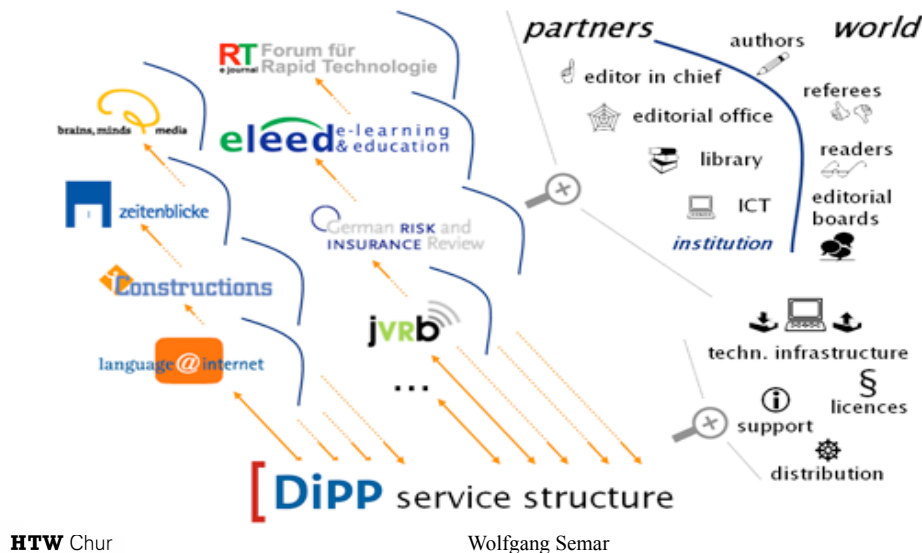 RT Forum für
e journal Rapid Technologie
brains, minds media
eleed e-learning
& education
zeitenblicke
German RISK and
INSURANCE Review
Constructions
jvrb
language @ internet
...
[ DiPP service structure
partners
world
authors
editor in chief
referees
editorial office
library
readers
ICT
editorial
boards
institution
techn. infrastructure
§
licences
support
distribution
HTW Chur
Wolfgang Semar